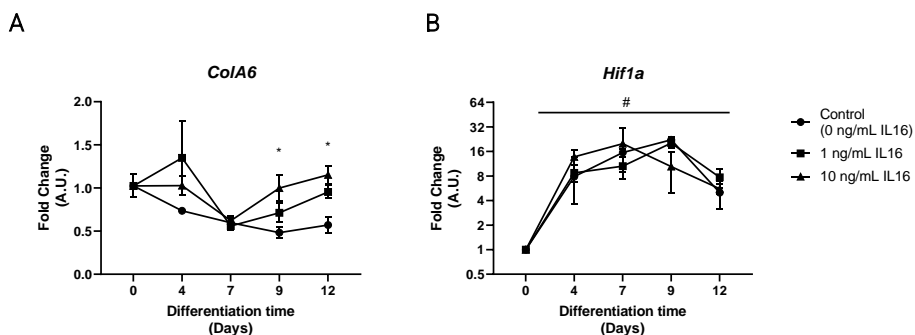 A
B
ColA6
Fold Change
(A.U.)
2.0
1.5
1.0
0.5
0.0
*
*
0
4
7
9
12
Differentiation time
(Days)
Hif1a
Fold Change
(A.U.)
64
32
16
8
4
2
1
0.5
#
0
4
7
9
12
Differentiation time
(Days)
Control
(0 ng/mL IL16)
1 ng/mL IL16
10 ng/mL IL16